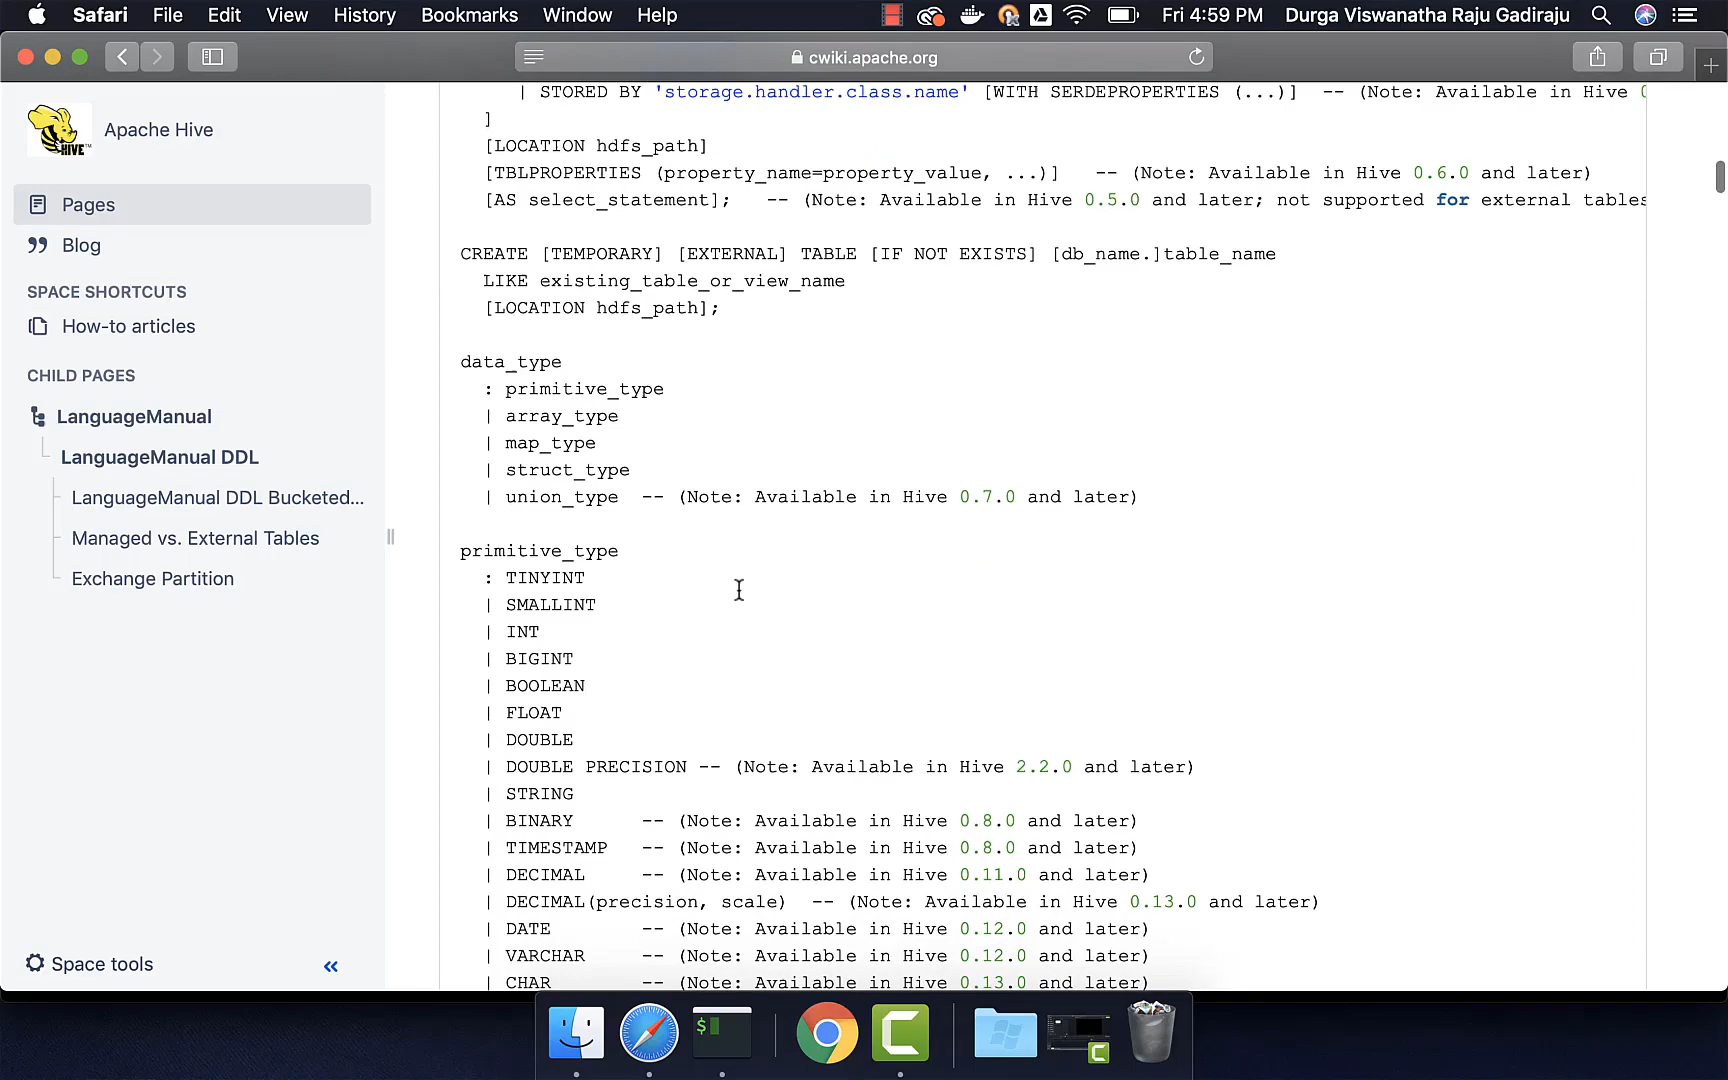 Safari File Edit View History Bookmarks Window Help Fri 4:59 PM Durga Viswanatha Raju Gadiraju
cwiki.apache.org
HIVE
Apache Hive
Pages
Blog
SPACE SHORTCUTS
How-to articles
CHILD PAGES
LanguageManual
LanguageManual DDL
LanguageManual DDL Bucketed...
Managed vs. External Tables
Exchange Partition
Space tools
| STORED BY 'storage.handler.class.name' [WITH SERDEPROPERTIES (...)] -- (Note: Available in Hive
]
[LOCATION hdfs_path]
[TBLPROPERTIES (property_name=property_value, ...)] -- (Note: Available in Hive 0.6.0 and later)
[AS select_statement]; -- (Note: Available in Hive 0.5.0 and later; not supported for external tables
CREATE [TEMPORARY] [EXTERNAL] TABLE [IF NOT EXISTS] [db_name.]table_name
LIKE existing_table_or_view_name
[LOCATION hdfs_path];
data_type
: primitive_type
| array_type
| map_type
| struct_type
| union_type -- (Note: Available in Hive 0.7.0 and later)
primitive_type
: TINYINT
| SMALLINT
| INT
| BIGINT
| BOOLEAN
| FLOAT
| DOUBLE
| DOUBLE PRECISION -- (Note: Available in Hive 2.2.0 and later)
| STRING
| BINARY -- (Note: Available in Hive 0.8.0 and later)
| TIMESTAMP -- (Note: Available in Hive 0.8.0 and later)
| DECIMAL -- (Note: Available in Hive 0.11.0 and later)
| DECIMAL(precision, scale) -- (Note: Available in Hive 0.13.0 and later)
| DATE -- (Note: Available in Hive 0.12.0 and later)
| VARCHAR -- (Note: Available in Hive 0.12.0 and later)
| CHAR -- (Note: Available in Hive 0.13.0 and later)